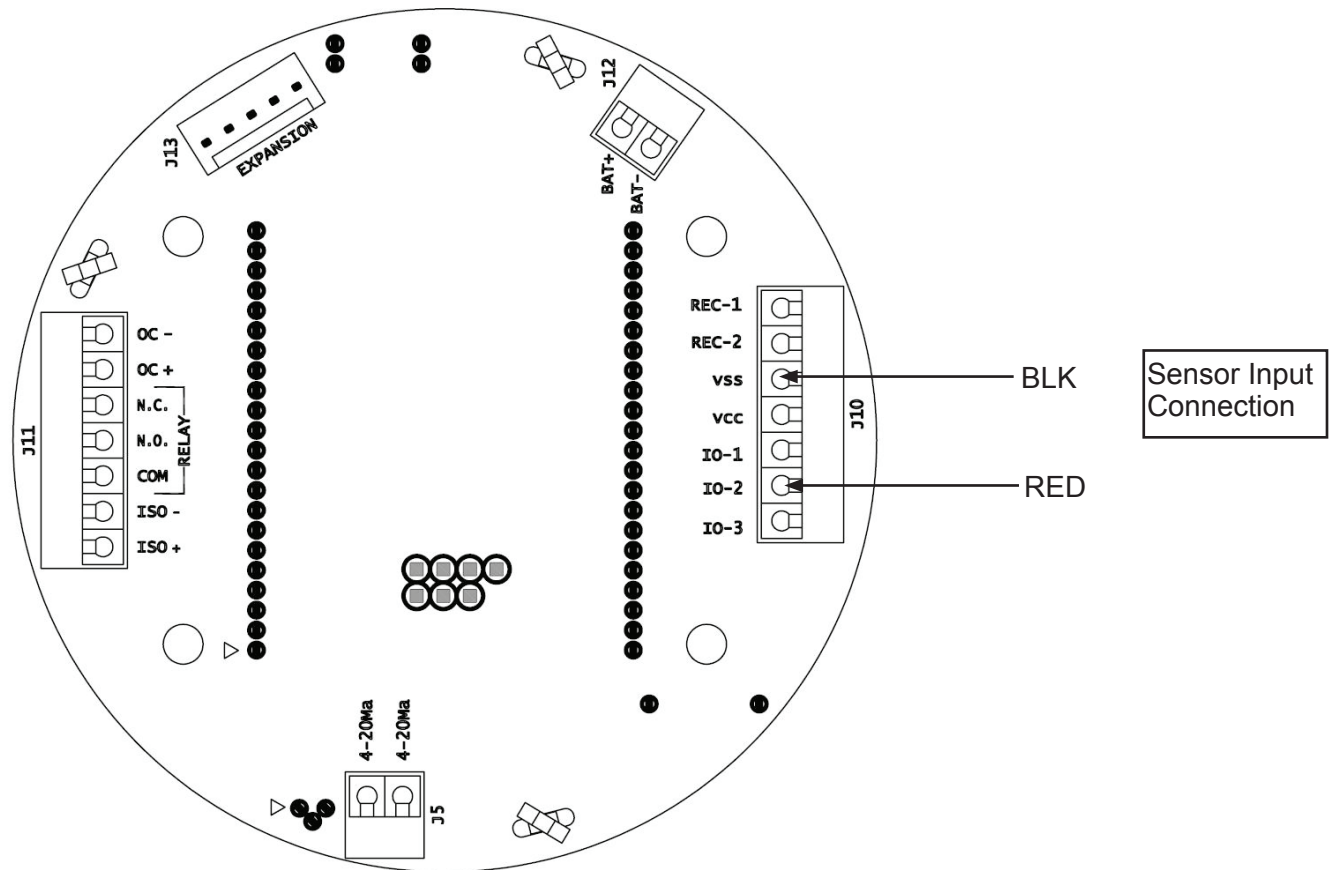 J12
J13
EXPANSION
BAT+
BAT-
REC-1
REC-2
VSS
VCC
IO-1
IO-2
IO-3
J10
BLK
RED
Sensor Input
Connection
OC -
OC +
N.C.
N.O.
COM
ISO -
ISO +
RELAY
J11
4-20Ma
4-20Ma
J5